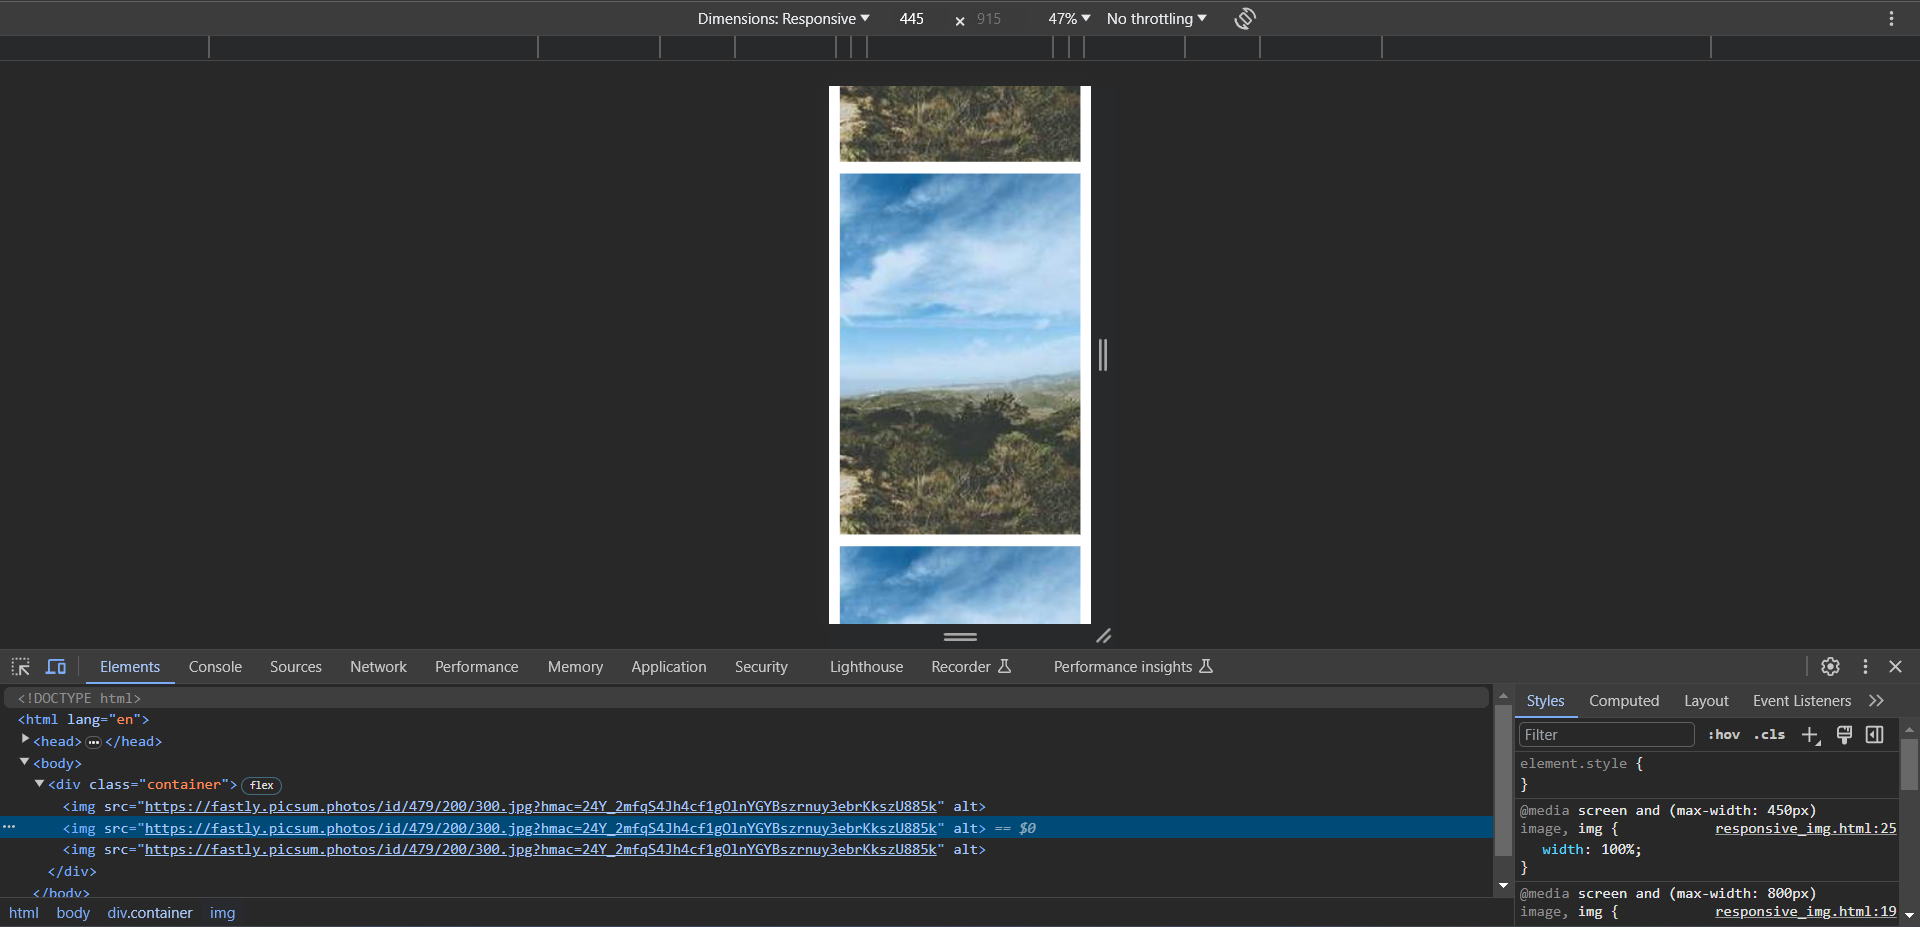 Dimensions: Responsive 445 × 915 47% No throttling
Elements Console Sources Network Performance Memory Application Security Lighthouse Recorder Performance insights
<!DOCTYPE html>
<html lang="en">
<head> ••• </head>
<body>
<div class="container"> flex
<img src="https://fastly.picsum.photos/id/479/200/300.jpg?hmac=24Y_2mfqS4Jh4cf1gOlnYGYBszrnuy3ebrKkszU885k" alt>
<img src="https://fastly.picsum.photos/id/479/200/300.jpg?hmac=24Y_2mfqS4Jh4cf1gOlnYGYBszrnuy3ebrKkszU885k" alt> == $0
<img src="https://fastly.picsum.photos/id/479/200/300.jpg?hmac=24Y_2mfqS4Jh4cf1gOlnYGYBszrnuy3ebrKkszU885k" alt>
</div>
</body>
html body div.container img
Styles Computed Layout Event Listeners
Filter :hov .cls
element.style {
}
@media screen and (max-width: 450px)
image, img { responsive_img.html:25
width: 100%;
}
@media screen and (max-width: 800px)
image, img { responsive_img.html:19